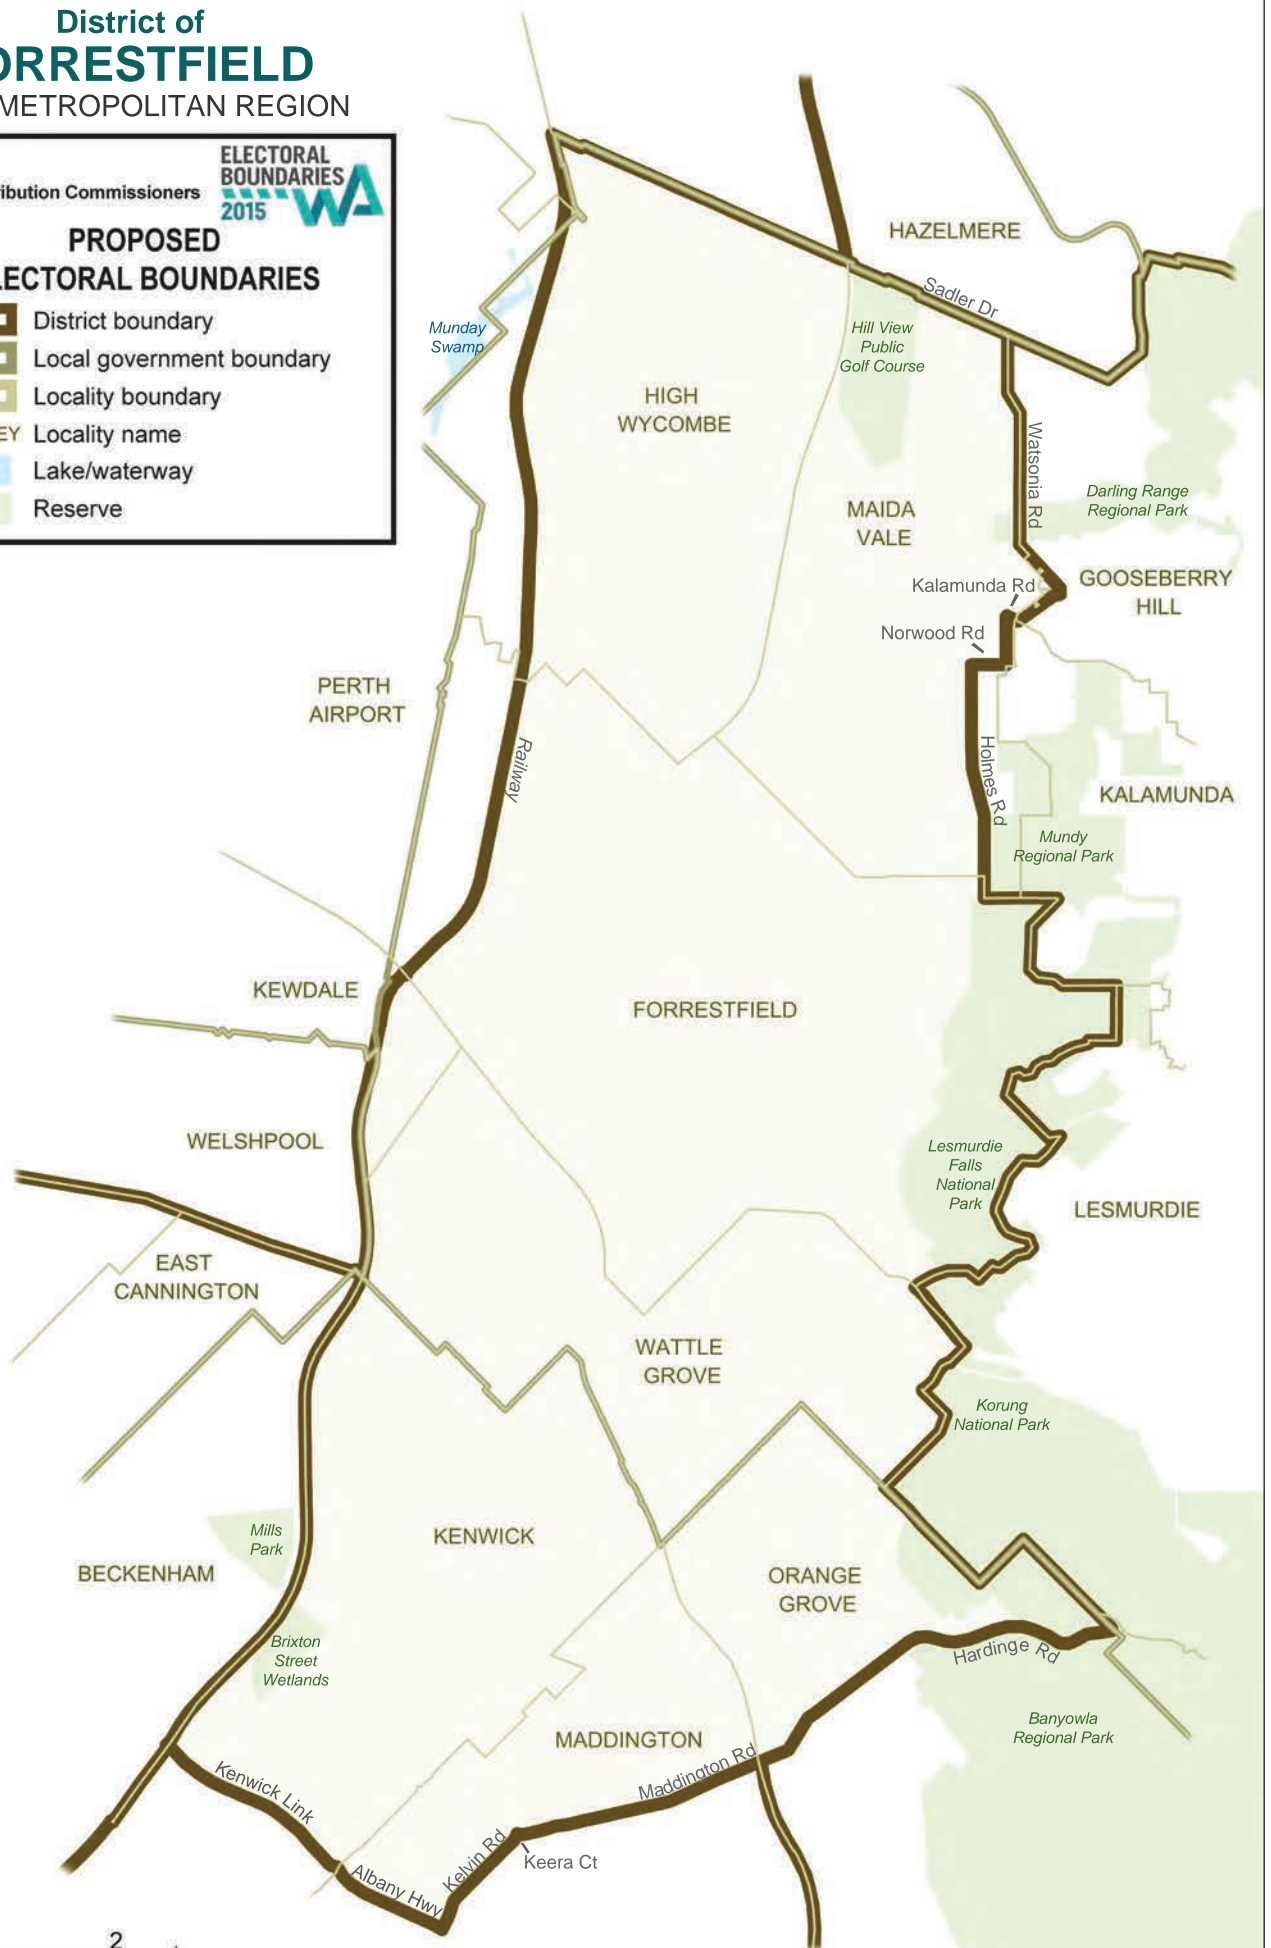 District of
ORRESTFIELD
METROPOLITAN REGION
ELECTORAL
BOUNDARIES
2015 WA
ribution Commissioners
PROPOSED
LECTORAL BOUNDARIES
District boundary
Local government boundary
Locality boundary
EY Locality name
Lake/waterway
Reserve
HAZELMERE
Sadler Dr
Munday
Swamp
Hill View
Public
Golf Course
HIGH
WYCOMBE
Watsonia Rd
MAIDA
VALE
Darling Range
Regional Park
Kalamunda Rd
GOOSEBERRY
HILL
Norwood Rd
PERTH
AIRPORT
Railway
Holmes Rd
KALAMUNDA
Mundy
Regional Park
KEWDALE
FORRESTFIELD
WELSHPOOL
Lesmurdie
Falls
National
Park
LESMURDIE
EAST
CANNINGTON
WATTLE
GROVE
Korung
National Park
Mills
Park
KENWICK
BECKENHAM
ORANGE
GROVE
Brixton
Street
Wetlands
Hardinge Rd
Banyowla
Regional Park
MADDINGTON
Maddington Rd
Kenwick Link
Kelvin Rd
Keera Ct
Albany Hwy
2